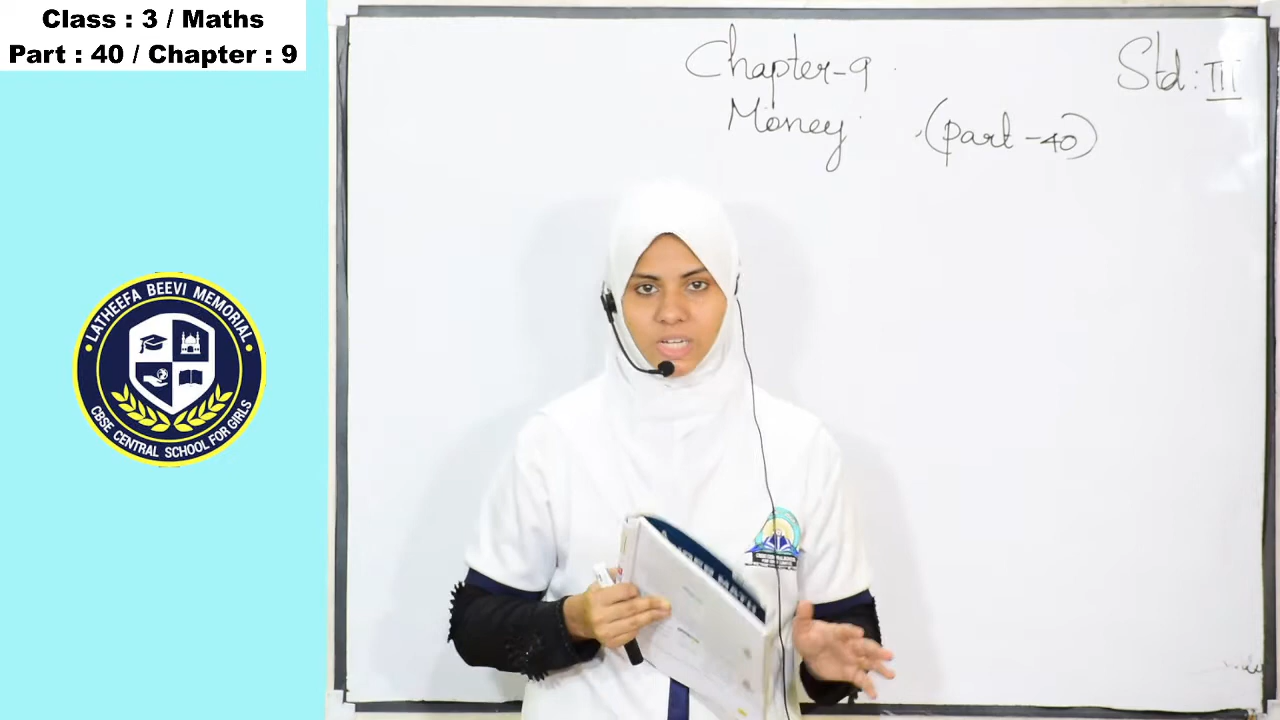 Class : 3 / Maths
Part : 40 / Chapter : 9
Chapter-9
Std: III
Money
(part-40)
LATHEEFA BEEVI MEMORIAL
CBSE CENTRAL SCHOOL FOR GIRLS
MATH